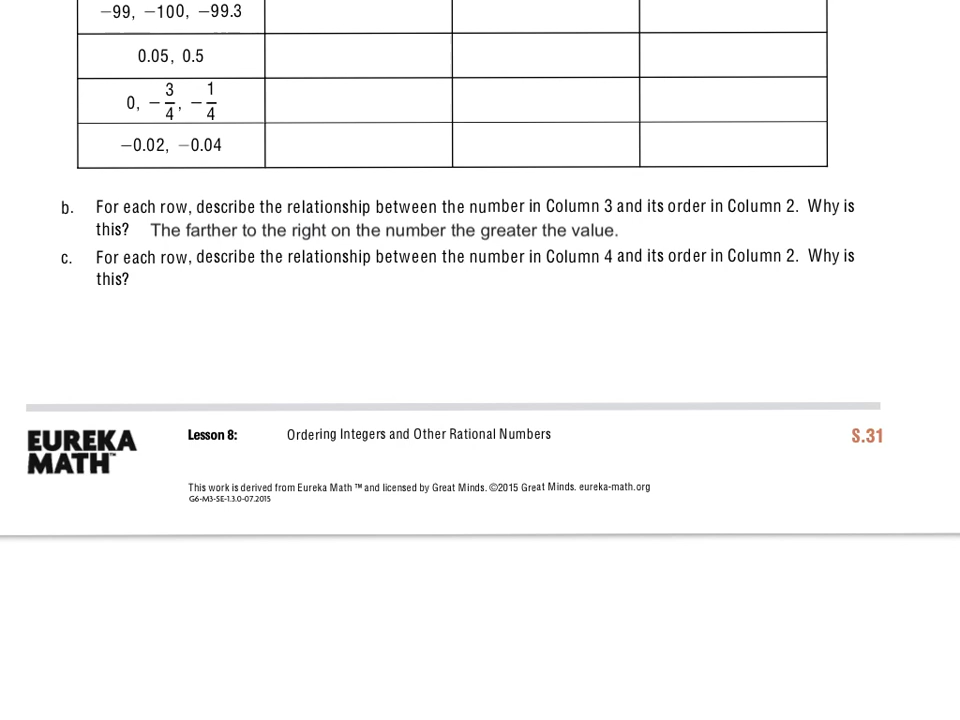 −99, −100, −99.3
0.05, 0.5
0, −3/4, −1/4
−0.02, −0.04
b. For each row, describe the relationship between the number in Column 3 and its order in Column 2. Why is
this? The farther to the right on the number the greater the value.
c. For each row, describe the relationship between the number in Column 4 and its order in Column 2. Why is
this?
EUREKA
MATH™
Lesson 8: Ordering Integers and Other Rational Numbers
S.31
This work is derived from Eureka Math ™ and licensed by Great Minds. ©2015 Great Minds. eureka-math.org
G6-M3-SE-1.3.0-07.2015